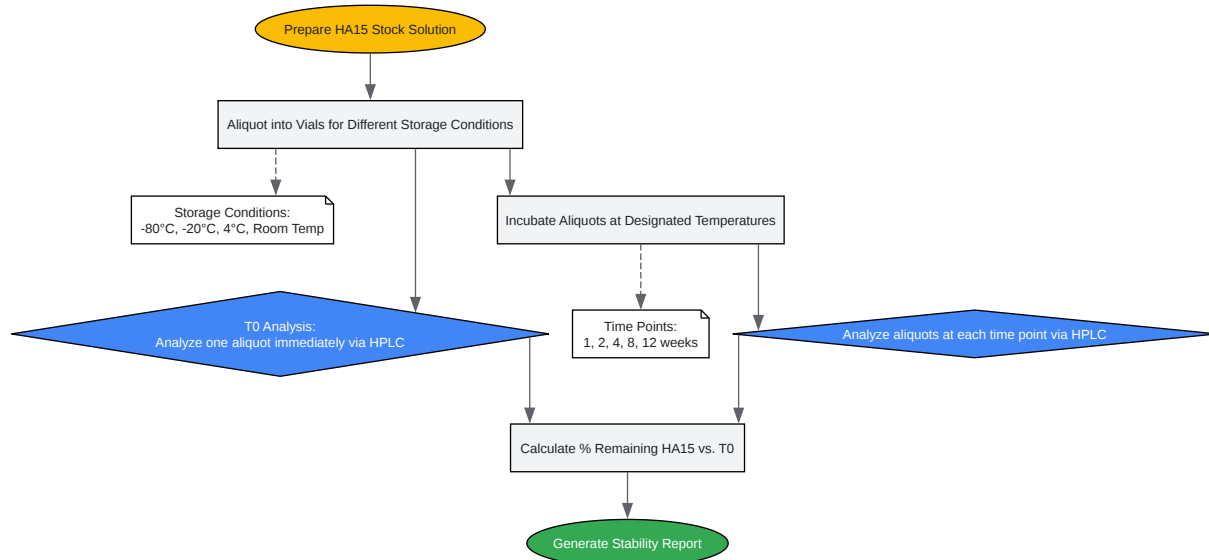 Prepare HA15 Stock Solution
Aliquot into Vials for Different Storage Conditions
Storage Conditions:
-80°C, -20°C, 4°C, Room Temp
Incubate Aliquots at Designated Temperatures
T0 Analysis:
Analyze one aliquot immediately via HPLC
Time Points:
1, 2, 4, 8, 12 weeks
Analyze aliquots at each time point via HPLC
Calculate % Remaining HA15 vs. T0
Generate Stability Report